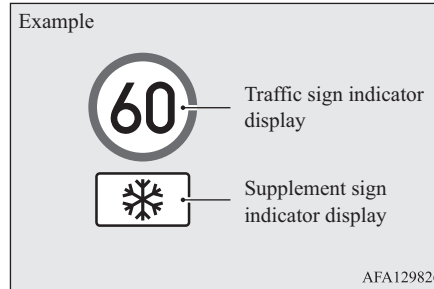 Example
60
Traffic sign indicator
display
Supplement sign
indicator display